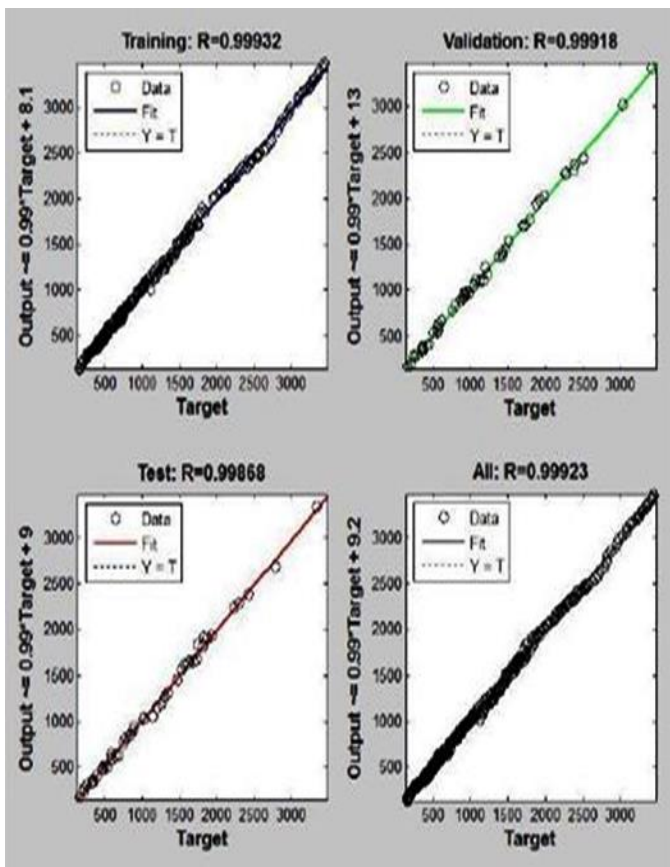 Training: R=0.99932
Output ~= 0.99*Target + 8.1
3000
2500
2000
1500
1000
500
Data
Fit
Y = T
500 1000 1500 2000 2500 3000
Target
Validation: R=0.99918
Output ~= 0.99*Target + 13
3000
2500
2000
1500
1000
500
Data
Fit
Y = T
500 1000 1500 2000 2500 3000
Target
Test: R=0.99868
Output ~= 0.99*Target + 9
3000
2500
2000
1500
1000
500
Data
Fit
Y = T
500 1000 1500 2000 2500 3000
Target
All: R=0.99923
Output ~= 0.99*Target + 9.2
3000
2500
2000
1500
1000
500
Data
Fit
Y = T
500 1000 1500 2000 2500 3000
Target